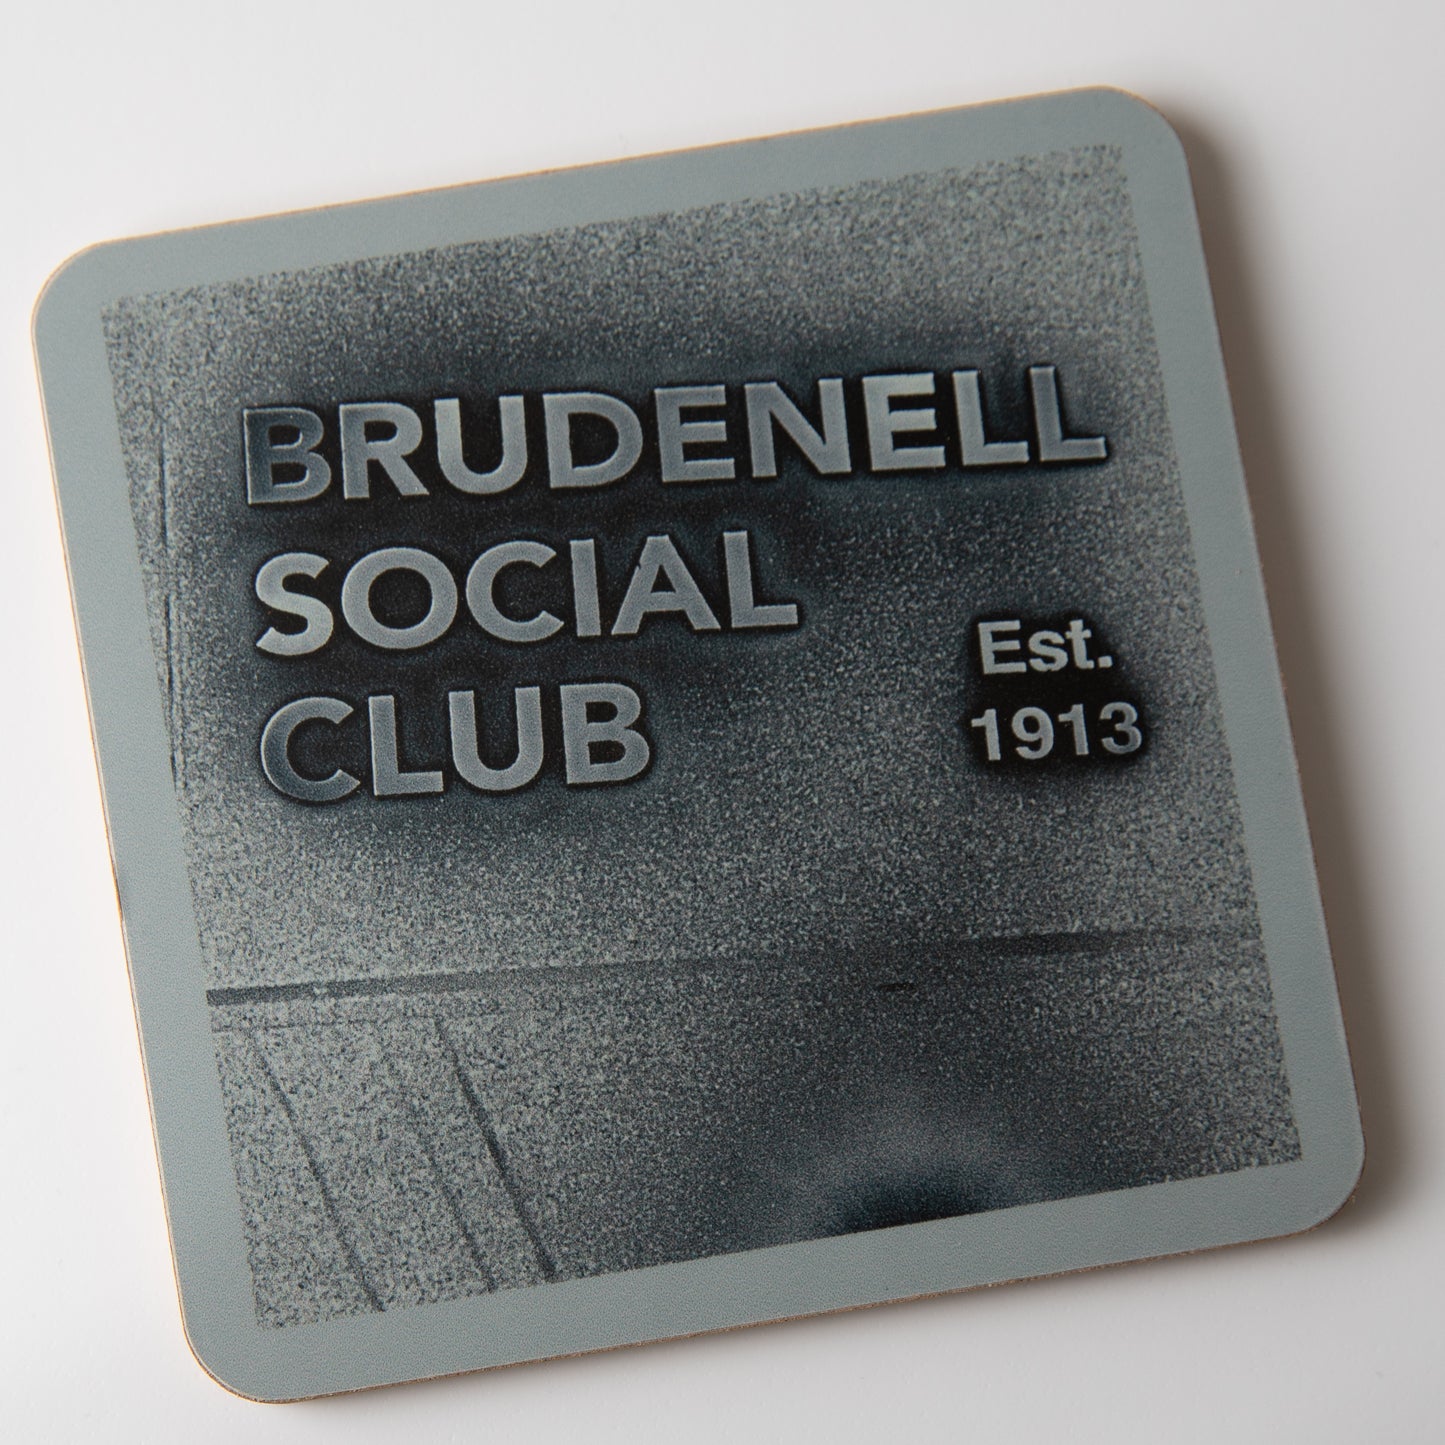 BRUDENELL
SOCIAL
CLUB
Est.
1913